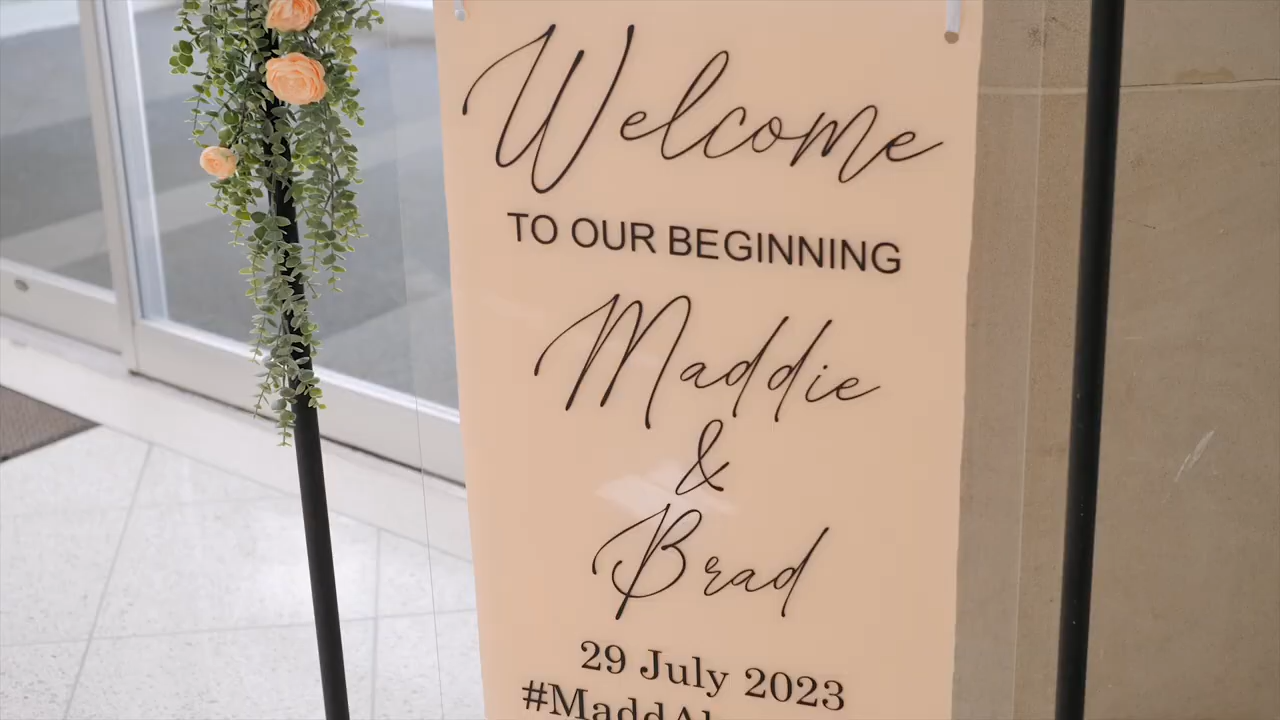 Welcome
TO OUR BEGINNING
Maddie
&
Brad
29 July 2023